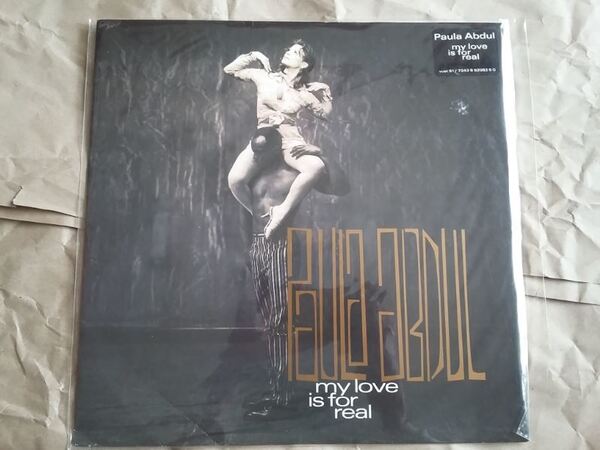 Paula Abdul
my love
is for
real
PAULA ABDUL
my love
is for
real